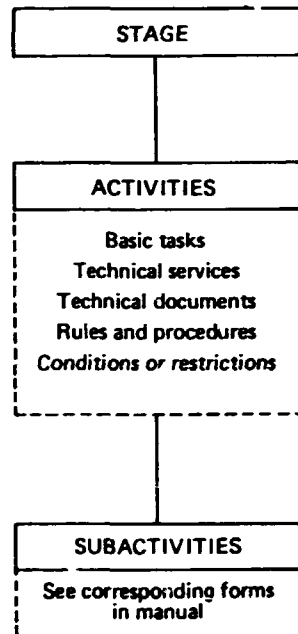 STAGE
ACTIVITIES
Basic tasks
Technical services
Technical documents
Rules and procedures
Conditions or restrictions
SUBACTIVITIES
See corresponding forms
in manual